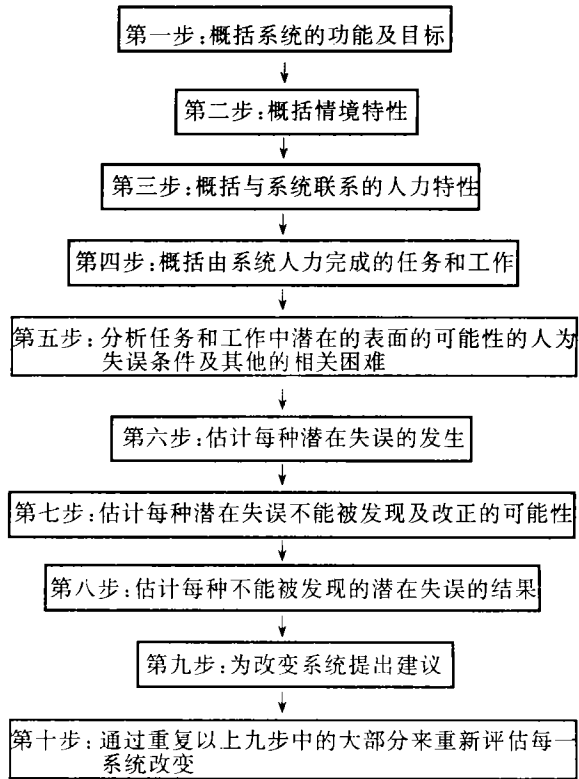 第一步:概括系统的功能及目标
第二步:概括情境特性
第三步:概括与系统联系的人力特性
第四步:概括由系统人力完成的任务和工作
第五步:分析任务和工作中潜在的表面的可能性的人为
失误条件及其他的相关困难
第六步:估计每种潜在失误的发生
第七步:估计每种潜在失误不能被发现及改正的可能性
第八步:估计每种不能被发现的潜在失误的结果
第九步:为改变系统提出建议
第十步:通过重复以上九步中的大部分来重新评估每一
系统改变